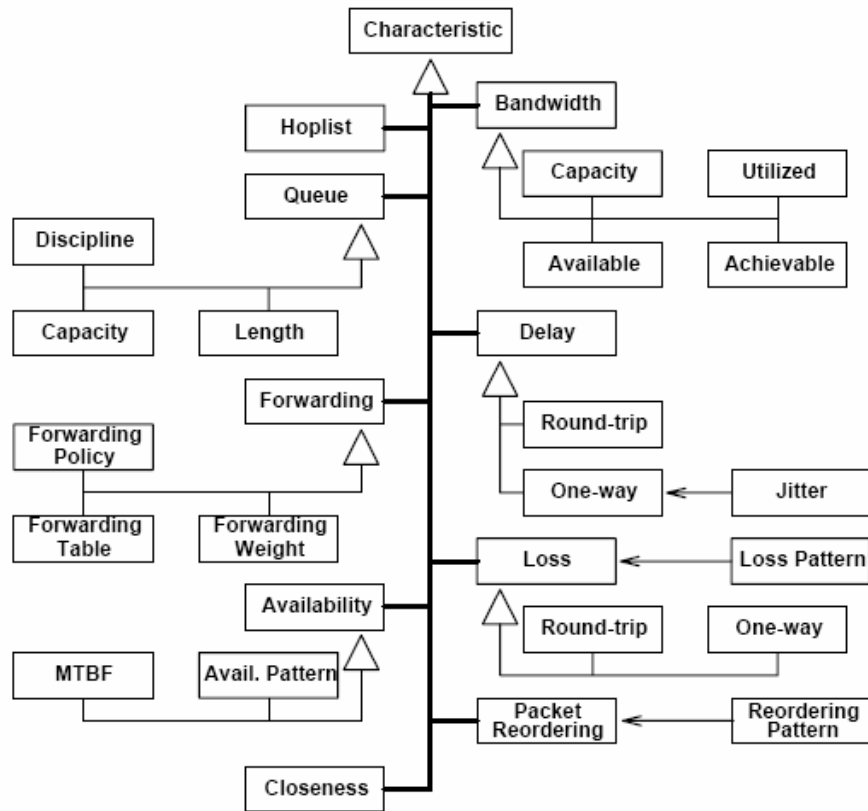 Characteristic
Bandwidth
Hoplist
Capacity
Utilized
Queue
Discipline
Available
Achievable
Capacity
Length
Delay
Forwarding
Round-trip
Forwarding
Policy
One-way
Jitter
Forwarding
Table
Forwarding
Weight
Loss
Loss Pattern
Availability
Round-trip
One-way
MTBF
Avail. Pattern
Packet
Reordering
Reordering
Pattern
Closeness